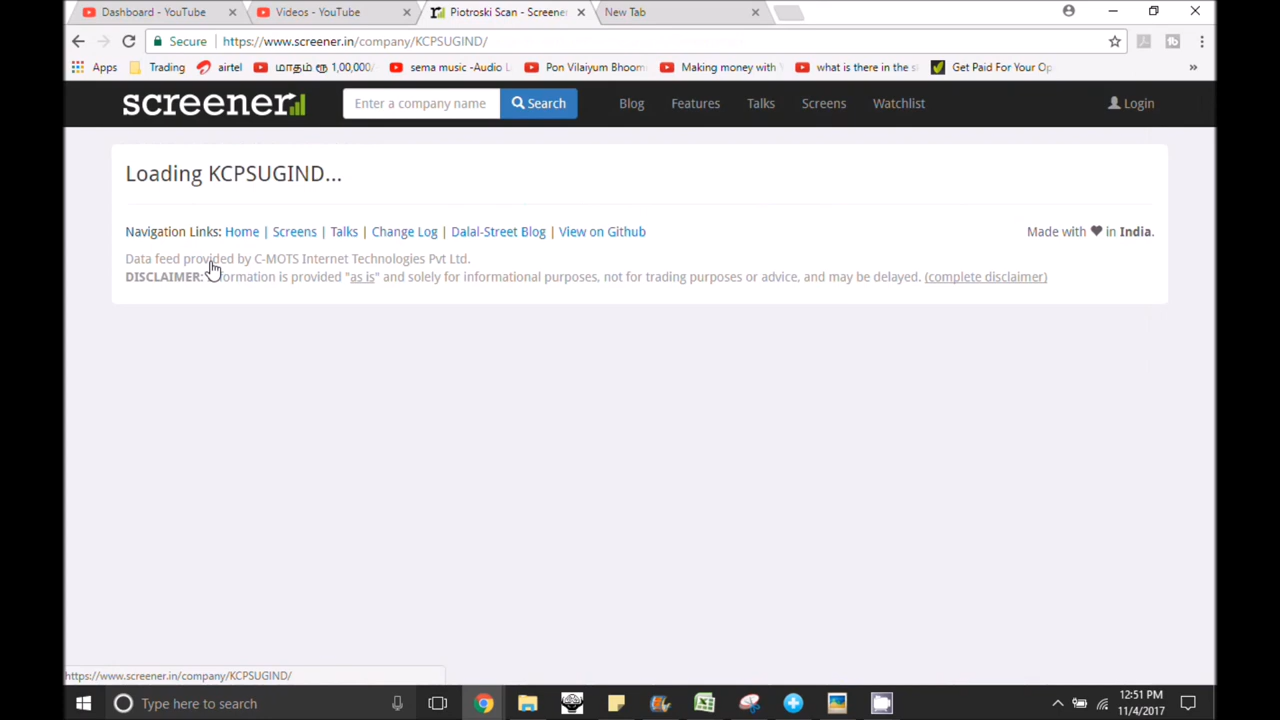 Dashboard - YouTube
Videos - YouTube
Piotroski Scan - Screener
New Tab
Secure
https://www.screener.in/company/KCPSUGIND/
Apps
Trading
airtel
மாதம் ரூ 1,00,000/
sema music -Audio L
Pon Vilaiyum Bhoom
Making money with
what is there in the s
Get Paid For Your Op
»
screener
Enter a company name
Search
Blog
Features
Talks
Screens
Watchlist
Login
Loading KCPSUGIND...
Navigation Links: Home | Screens | Talks | Change Log | Dalal-Street Blog | View on Github
Made with ❤ in India.
Data feed provided by C-MOTS Internet Technologies Pvt Ltd.
DISCLAIMER: Information is provided "as is" and solely for informational purposes, not for trading purposes or advice, and may be delayed. (complete disclaimer)
https://www.screener.in/company/KCPSUGIND/
Type here to search
12:51 PM
11/4/2017